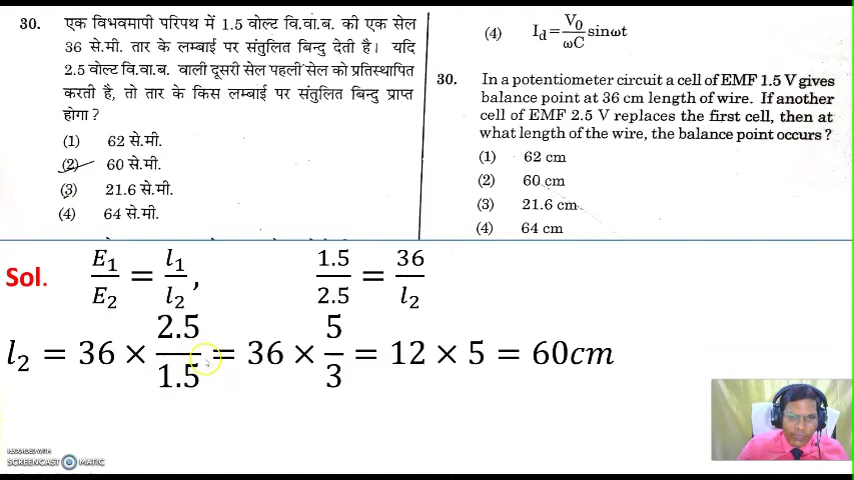 30. एक विभवमापी परिपथ में 1.5 वोल्ट वि.वा.ब. की एक सेल
36 से.मी. तार के लम्बाई पर संतुलित बिन्दु देती है। यदि
2.5 वोल्ट वि.वा.ब. वाली दूसरी सेल पहली सेल को प्रतिस्थापित
करती है, तो तार के किस लम्बाई पर संतुलित बिन्दु प्राप्त
होगा ?
(1) 62 से.मी.
(2) 60 से.मी.
(3) 21.6 से.मी.
(4) 64 से.मी.
(4) I_d = V_0/ωC sinωt
30. In a potentiometer circuit a cell of EMF 1.5 V gives
balance point at 36 cm length of wire. If another
cell of EMF 2.5 V replaces the first cell, then at
what length of the wire, the balance point occurs ?
(1) 62 cm
(2) 60 cm
(3) 21.6 cm
(4) 64 cm
Sol. E_1/E_2 = l_1/l_2, 1.5/2.5 = 36/l_2
l_2 = 36 × 2.5/1.5 = 36 × 5/3 = 12 × 5 = 60cm
RECORDED WITH
SCREENCAST MATIC